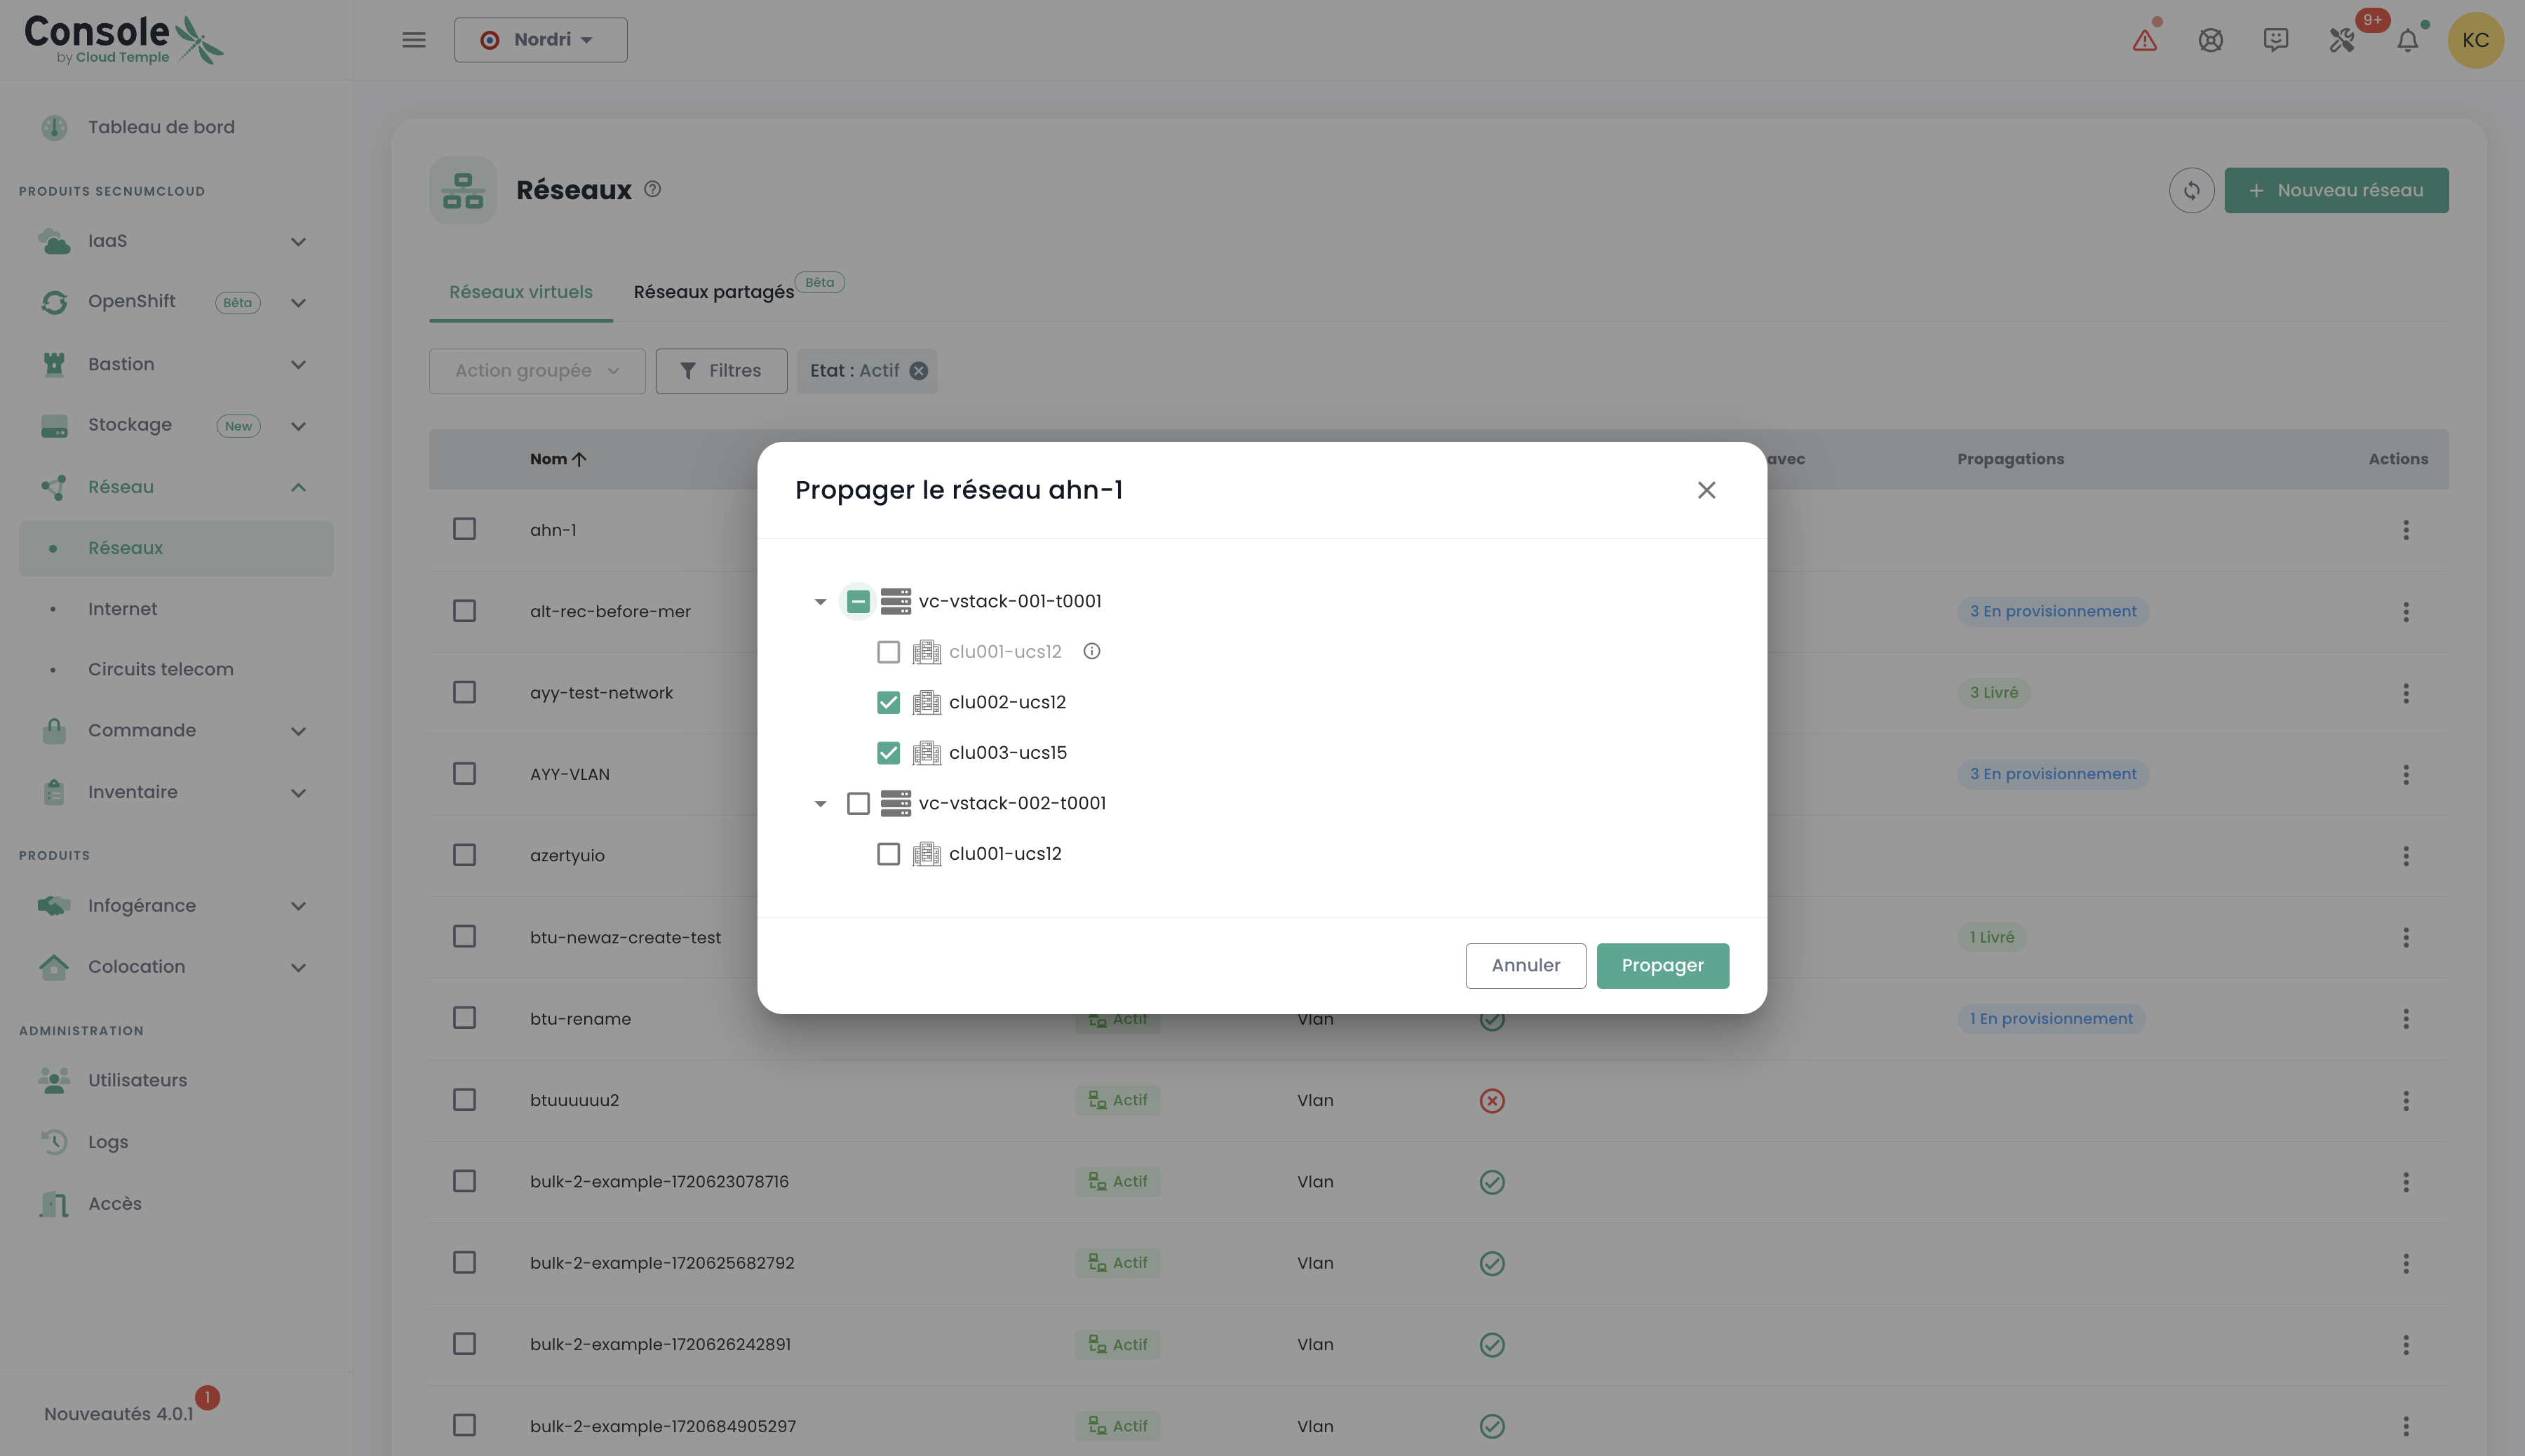 Console
by Cloud Temple
Nordri
9+
KC
Tableau de bord
PRODUITS SECNUMCLOUD
IaaS
OpenShift Bêta
Bastion
Stockage New
Réseau
Réseaux
Internet
Circuits telecom
Commande
Inventaire
PRODUITS
Infogérance
Colocation
ADMINISTRATION
Utilisateurs
Logs
Accès
Nouveautés 4.0.1
1
Réseaux
+ Nouveau réseau
Réseaux virtuels Réseaux partagés Bêta
Action groupée Filtres Etat : Actif
Nom avec Propagations Actions
ahn-1
alt-rec-before-mer 3 En provisionnement
ayy-test-network 3 Livré
AYY-VLAN 3 En provisionnement
azertyuio
btu-newaz-create-test 1 Livré
btu-rename Actif Vlan 1 En provisionnement
btuuuuuu2 Actif Vlan
bulk-2-example-1720623078716 Actif Vlan
bulk-2-example-1720625682792 Actif Vlan
bulk-2-example-1720626242891 Actif Vlan
bulk-2-example-1720684905297 Actif Vlan
Propager le réseau ahn-1
vc-vstack-001-t0001
clu001-ucs12
clu002-ucs12
clu003-ucs15
vc-vstack-002-t0001
clu001-ucs12
Annuler Propager